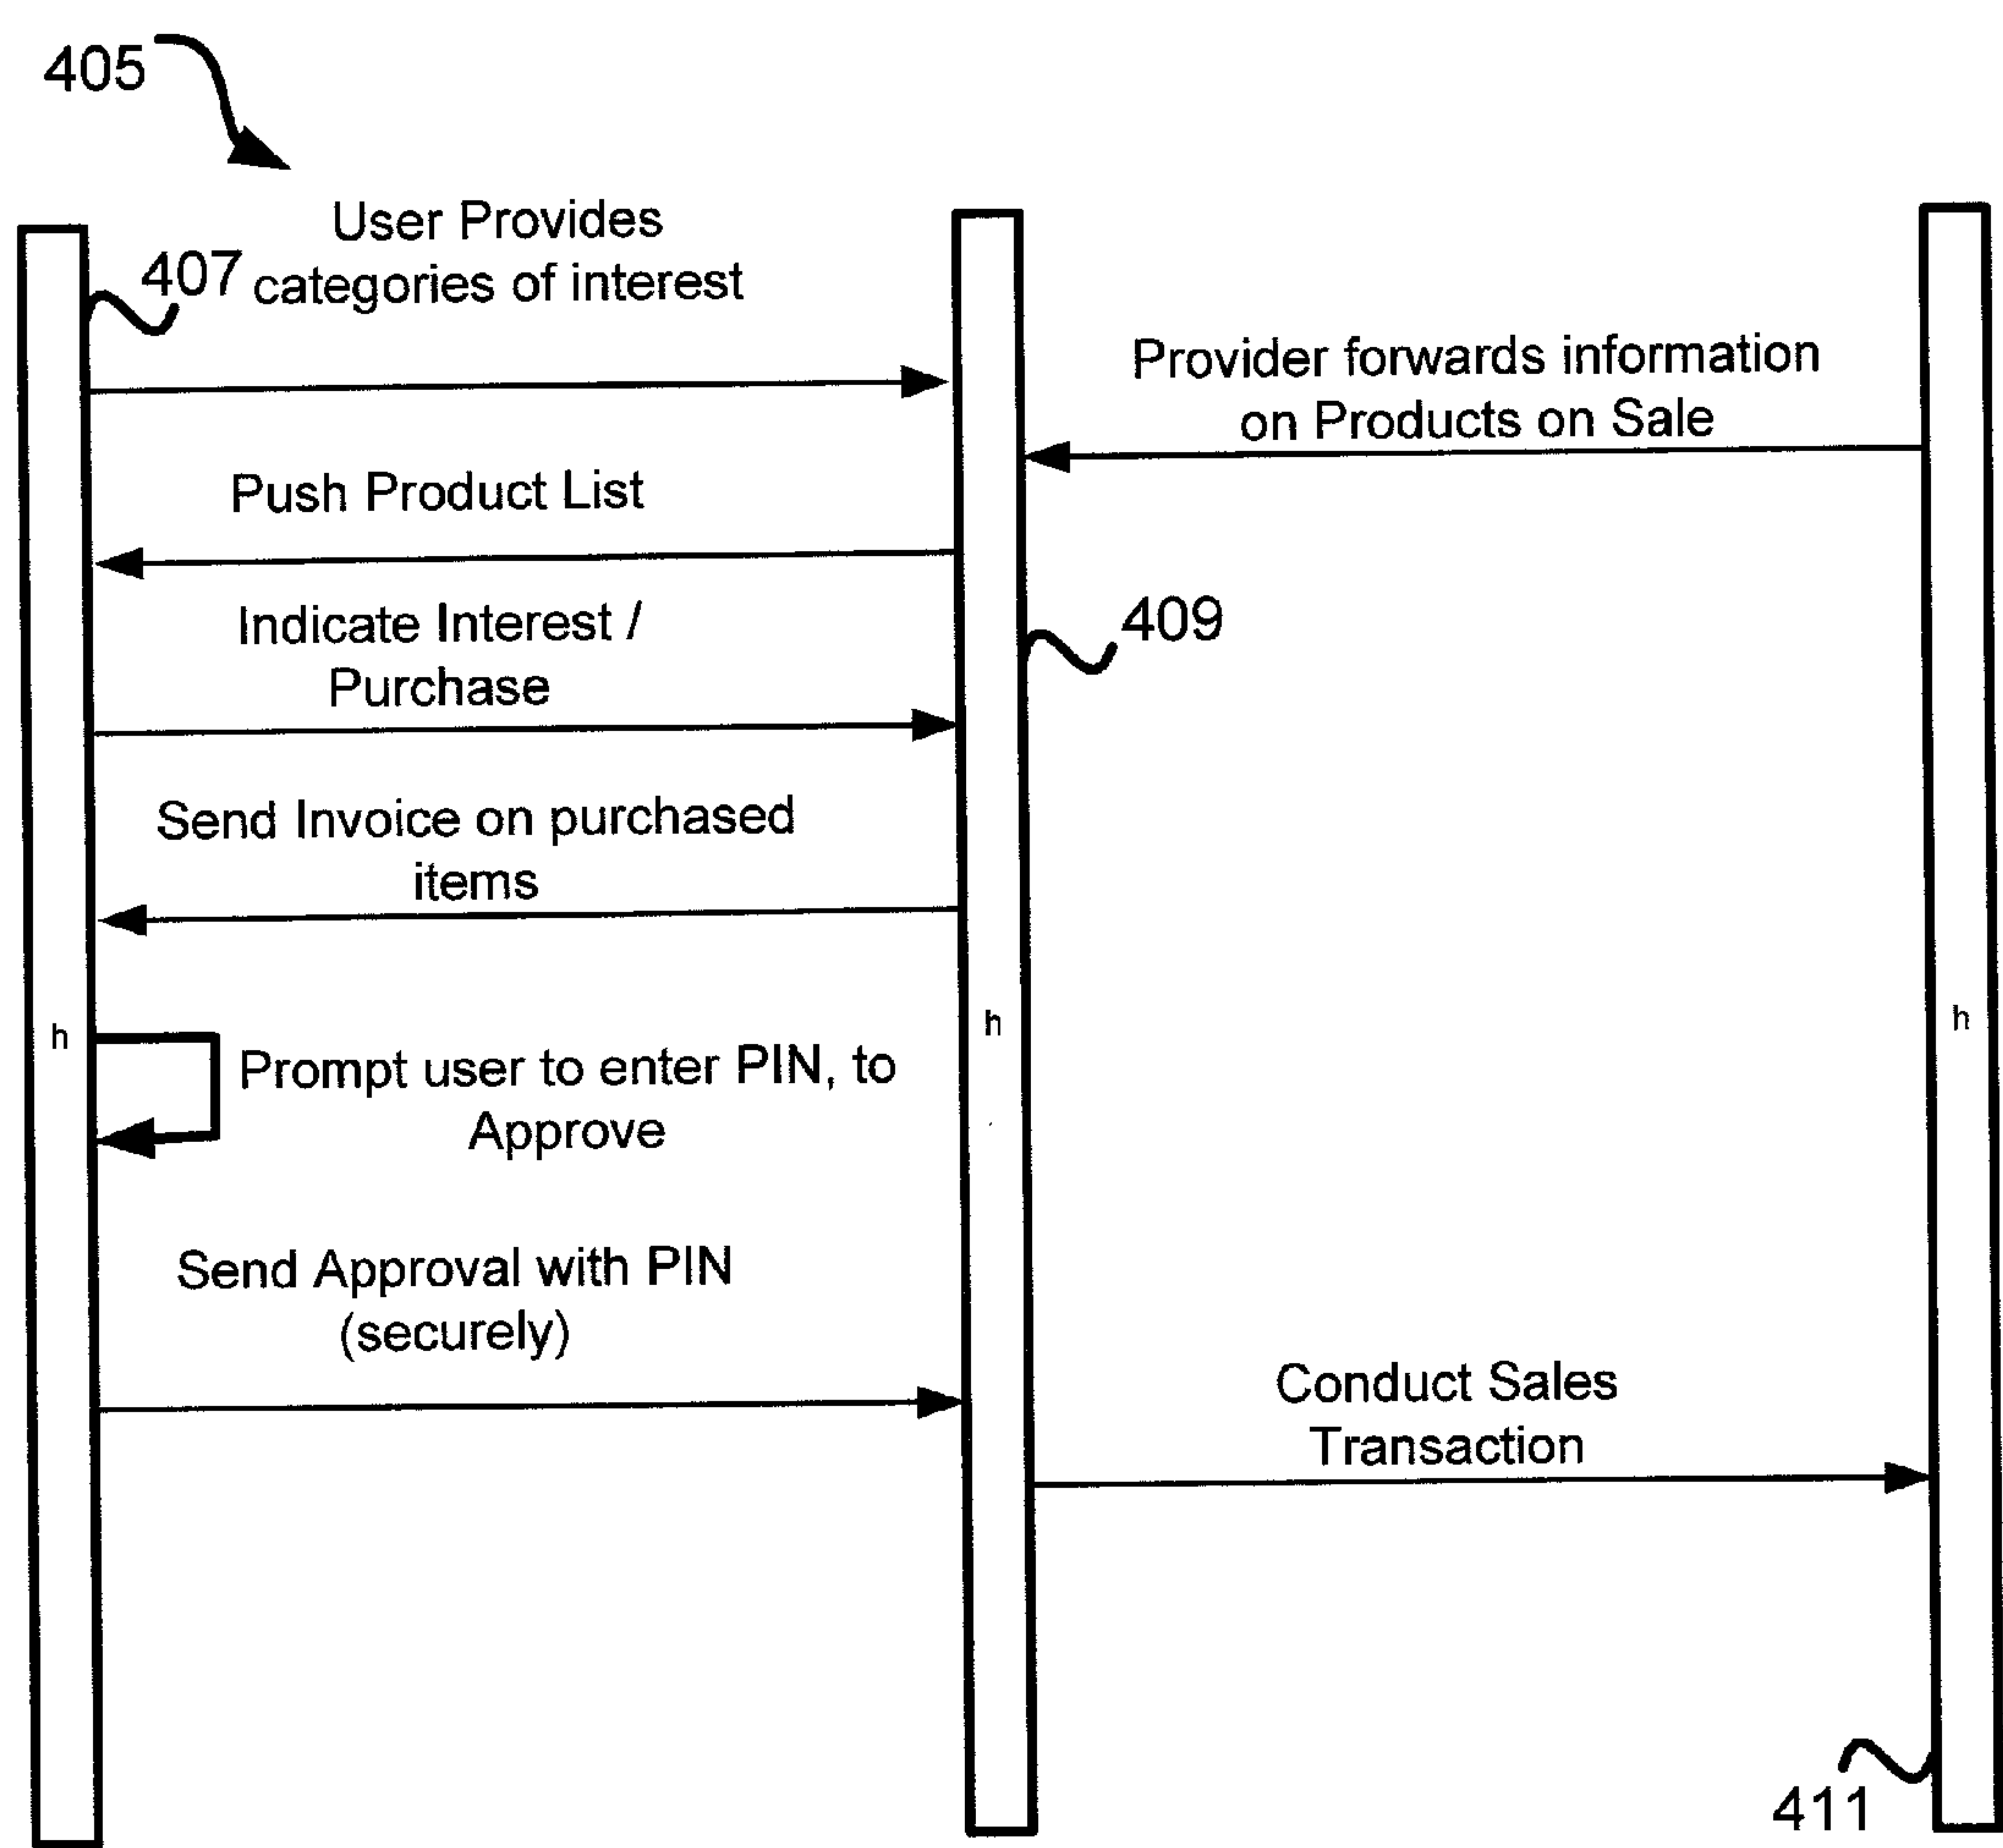 405
User Provides
407 categories of interest
Provider forwards information
on Products on Sale
Push Product List
Indicate Interest /
Purchase
409
Send Invoice on purchased
items
h
h
h
Prompt user to enter PIN, to
Approve
Send Approval with PIN
(securely)
Conduct Sales
Transaction
411